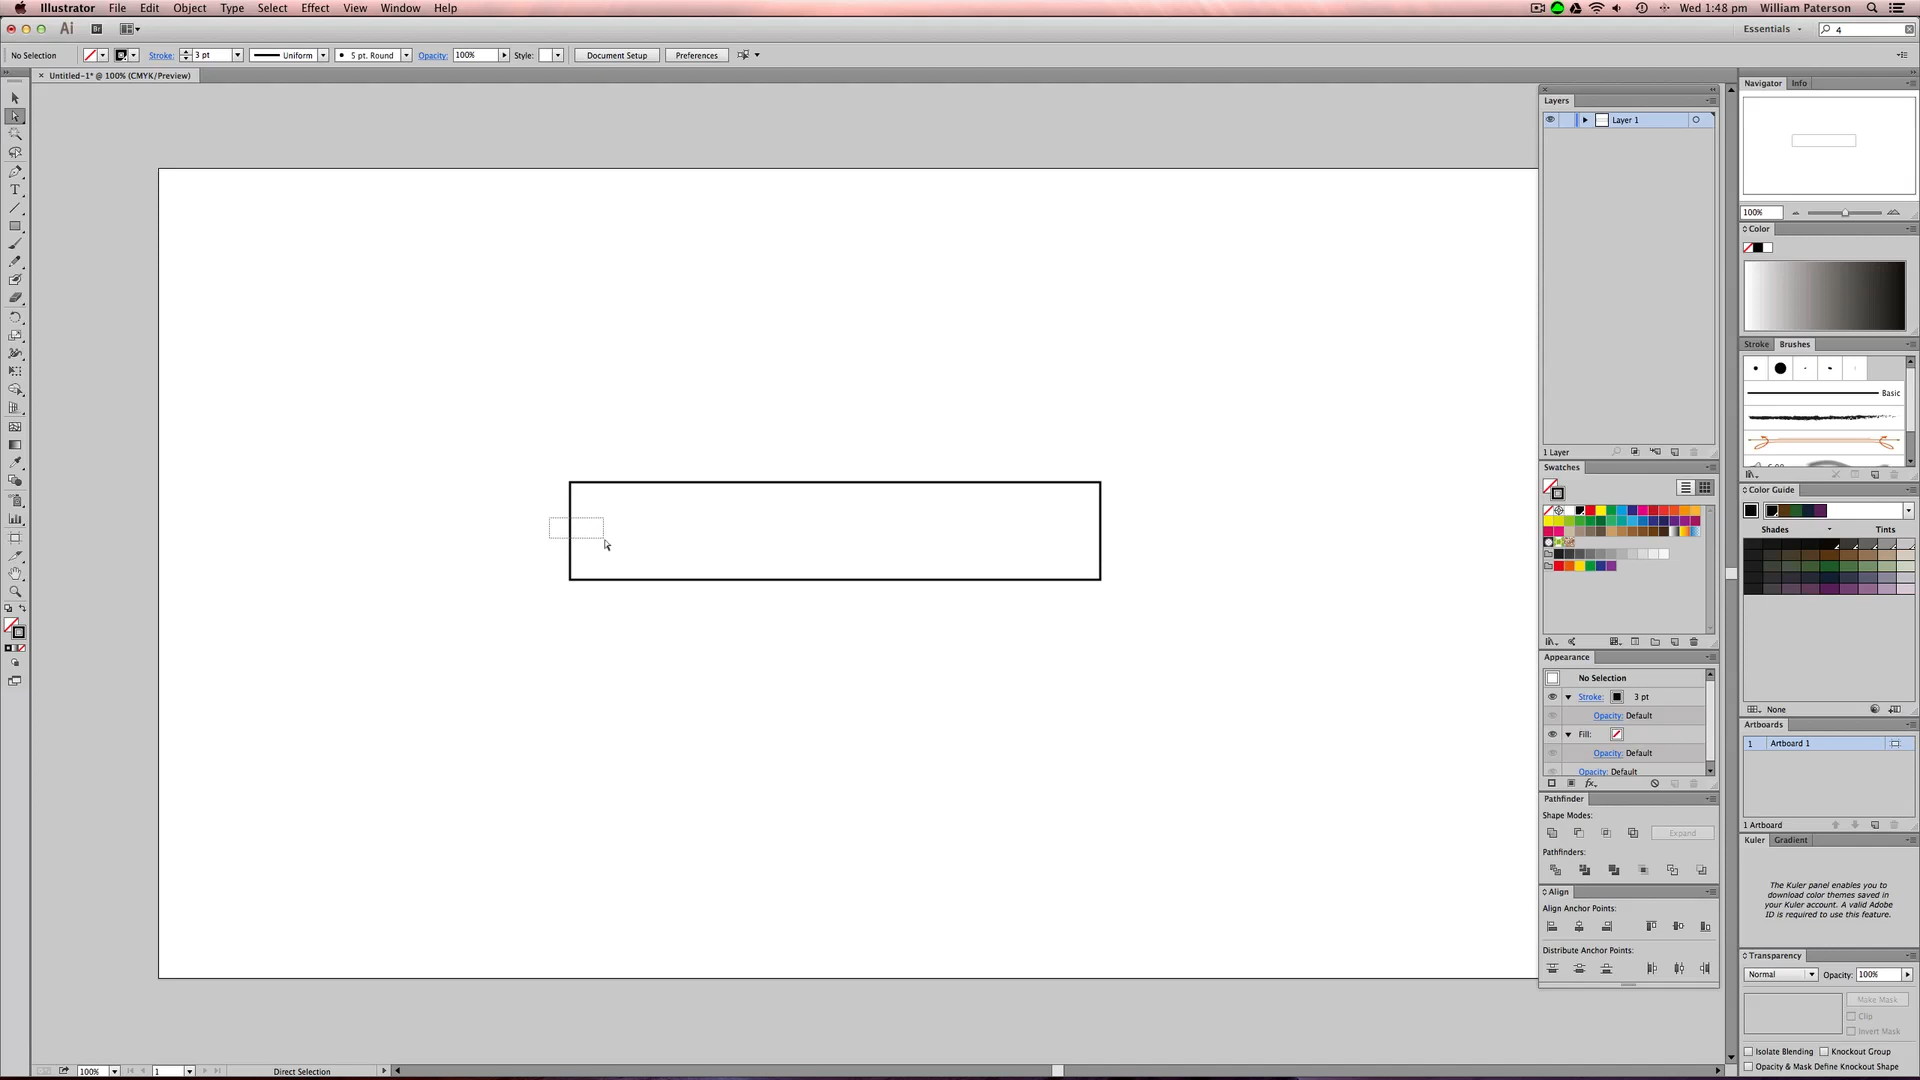 Illustrator File Edit Object Type Select Effect View Window Help
Wed 1:48 pm William Paterson
Ai Br
Essentials
4
No Selection
Stroke: 3 pt
Uniform
5 pt. Round
Opacity: 100%
Style:
Document Setup
Preferences
Untitled-1* @ 100% (CMYK/Preview)
Layers
Layer 1
1 Layer
Navigator Info
100%
Color
Stroke Brushes
Basic
Swatches
Color Guide
Shades Tints
None
Appearance
No Selection
Stroke: 3 pt
Opacity: Default
Fill:
Opacity: Default
Opacity: Default
fx
Artboards
1 Artboard 1
1 Artboard
Pathfinder
Shape Modes:
Expand
Pathfinders:
Kuler Gradient
The Kuler panel enables you to
download color themes saved in
your Kuler account. A valid Adobe
ID is required to use this feature.
Align
Align Anchor Points:
Distribute Anchor Points:
Transparency
Normal Opacity: 100%
Make Mask
Clip
Invert Mask
Isolate Blending Knockout Group
Opacity & Mask Define Knockout Shape
100% 1 Direct Selection